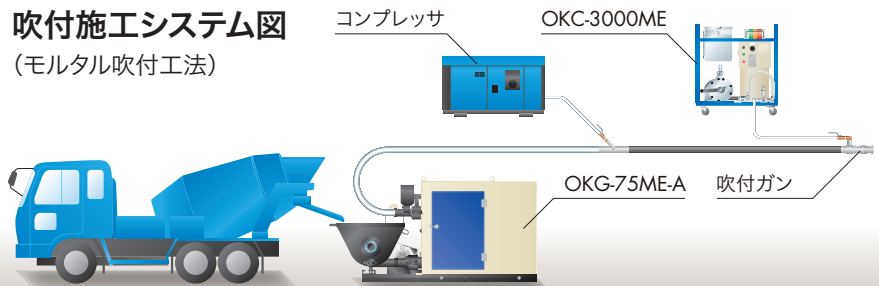 吹付施工システム図
（モルタル吹付工法）
コンプレッサ
OKC-3000ME
OKG-75ME-A
吹付ガン